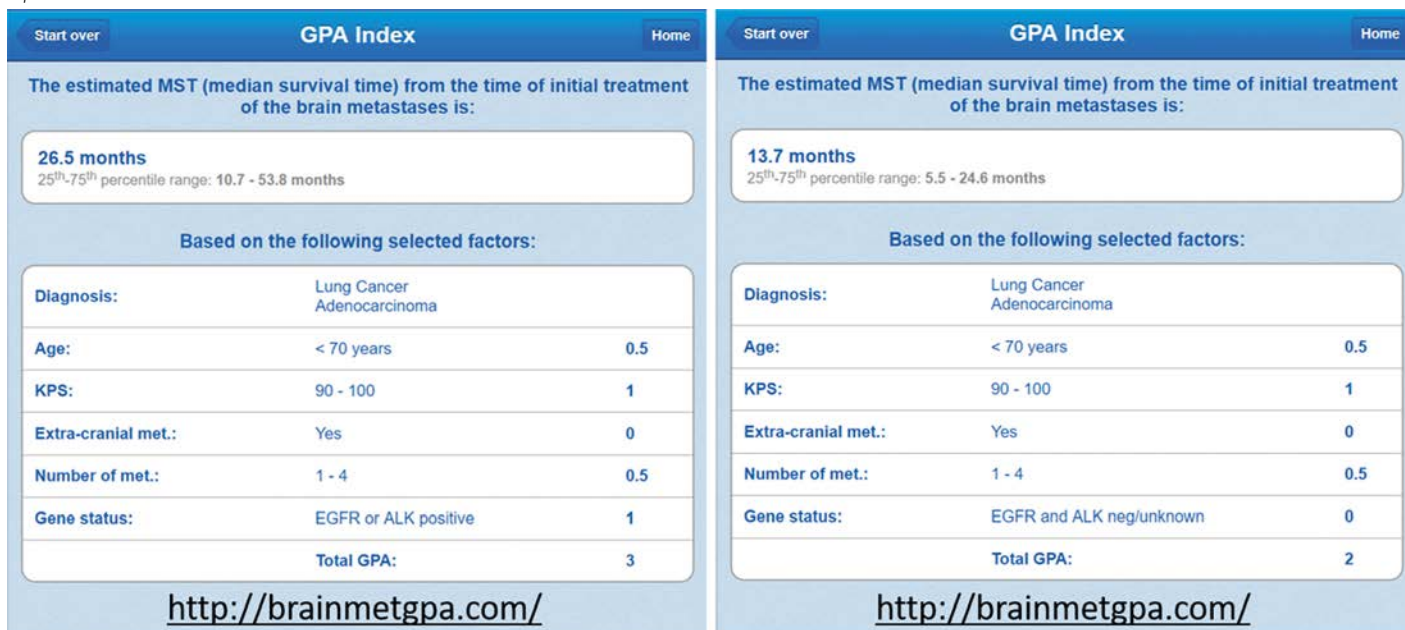 Start over
GPA Index
Home
The estimated MST (median survival time) from the time of initial treatment
of the brain metastases is:
26.5 months
25th-75th percentile range: 10.7 - 53.8 months
Based on the following selected factors:
Diagnosis: Lung Cancer
Adenocarcinoma
Age: < 70 years 0.5
KPS: 90 - 100 1
Extra-cranial met.: Yes 0
Number of met.: 1 - 4 0.5
Gene status: EGFR or ALK positive 1
Total GPA: 3
http://brainmetgpa.com/
Start over
GPA Index
Home
The estimated MST (median survival time) from the time of initial treatment
of the brain metastases is:
13.7 months
25th-75th percentile range: 5.5 - 24.6 months
Based on the following selected factors:
Diagnosis: Lung Cancer
Adenocarcinoma
Age: < 70 years 0.5
KPS: 90 - 100 1
Extra-cranial met.: Yes 0
Number of met.: 1 - 4 0.5
Gene status: EGFR and ALK neg/unknown 0
Total GPA: 2
http://brainmetgpa.com/